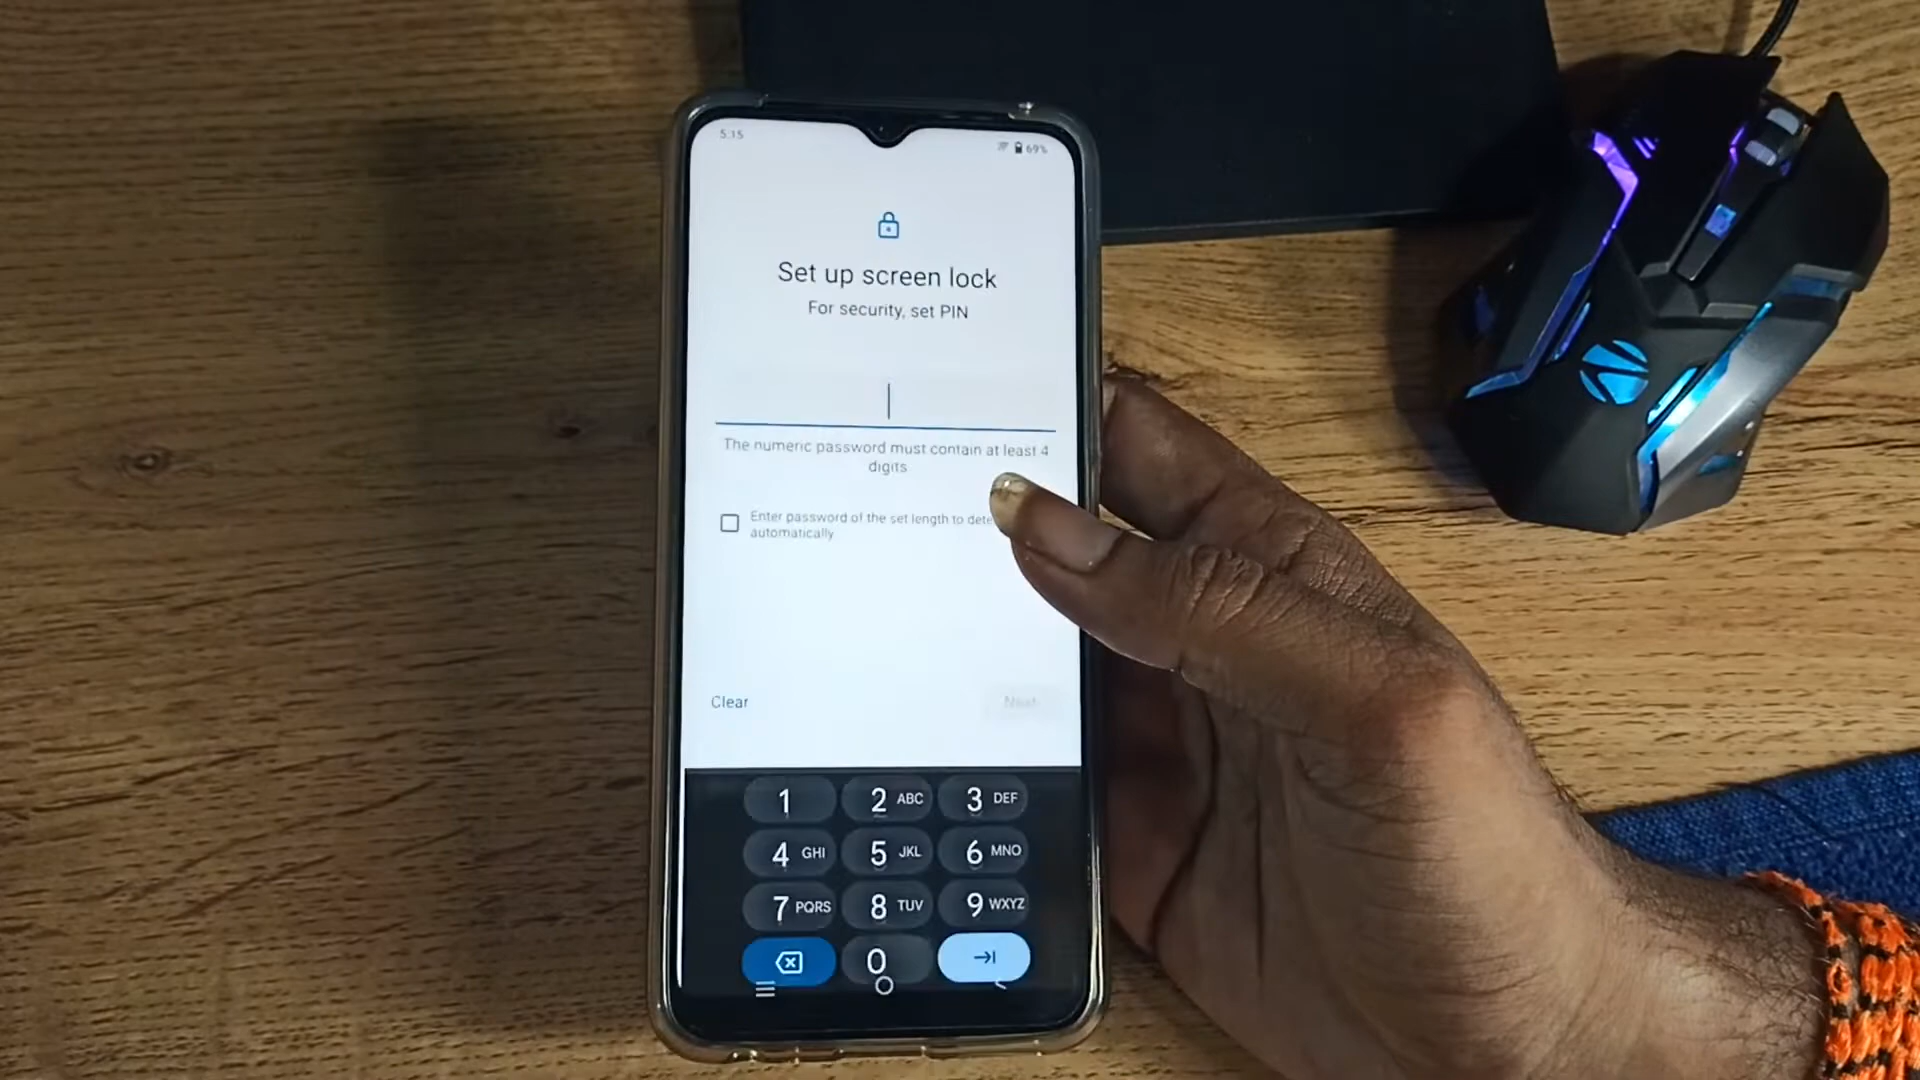 5:15
69%
Set up screen lock
For security, set PIN
The numeric password must contain at least 4
digits
Enter password of the set length to
automatically
Clear
Next
1
2 ABC
3 DEF
4 GHI
5 JKL
6 MNO
7 PQRS
8 TUV
9 WXYZ
0